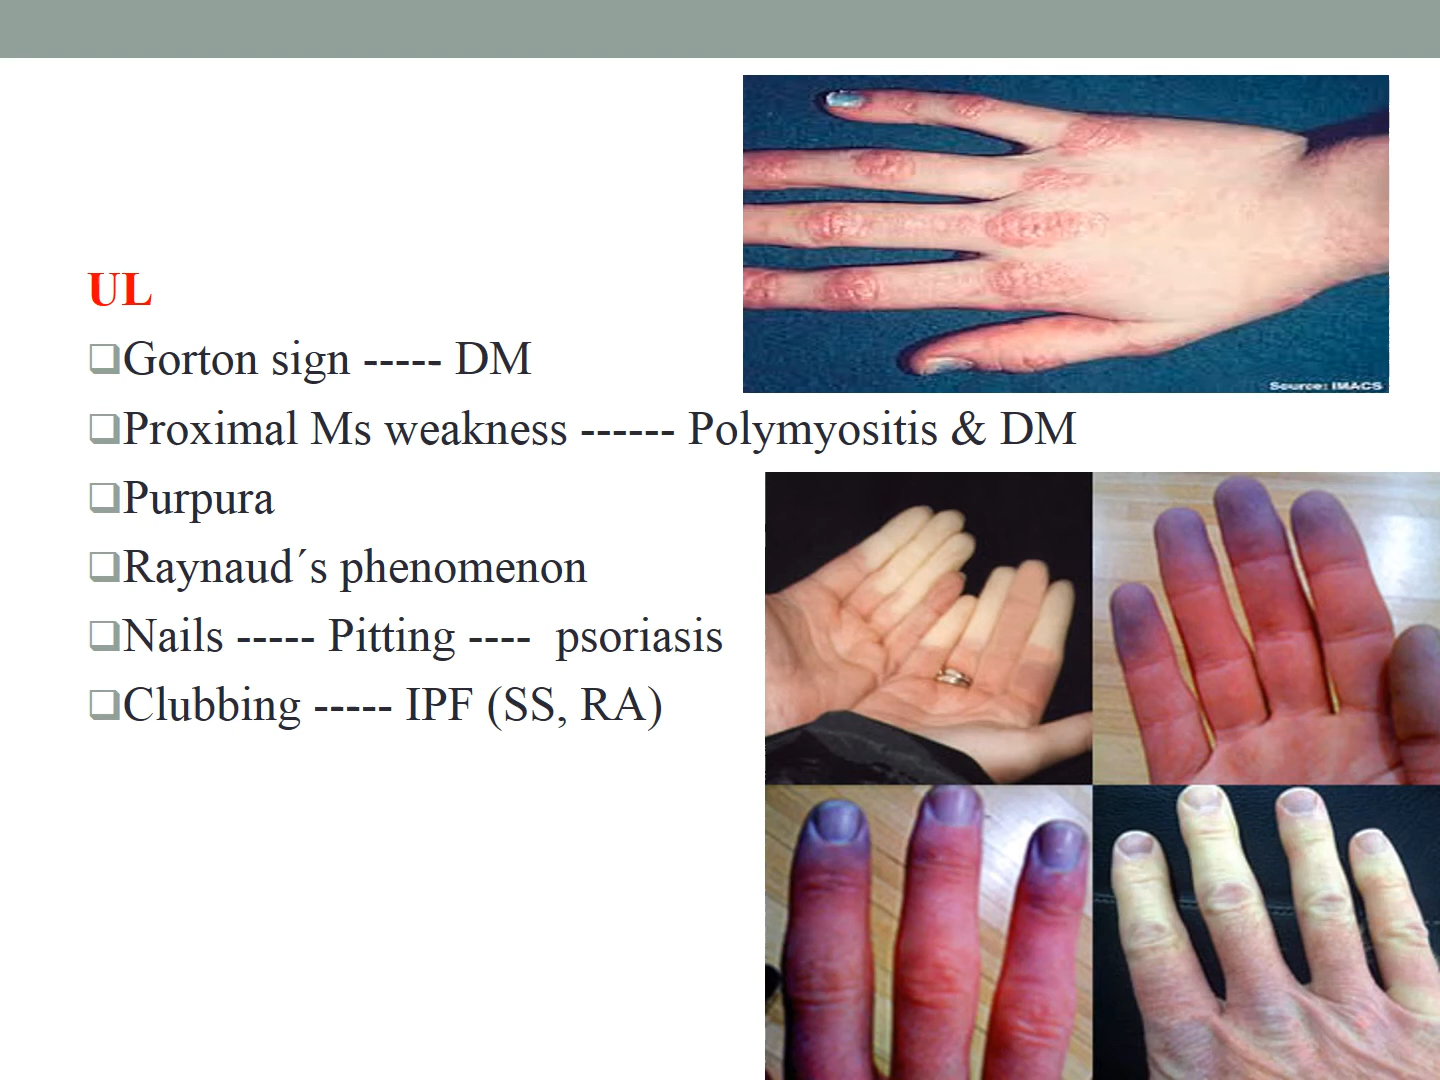 Source: IMACS
UL
Gorton sign ----- DM
Proximal Ms weakness ------ Polymyositis & DM
Purpura
Raynaud´s phenomenon
Nails ----- Pitting ----  psoriasis
Clubbing ----- IPF (SS, RA)